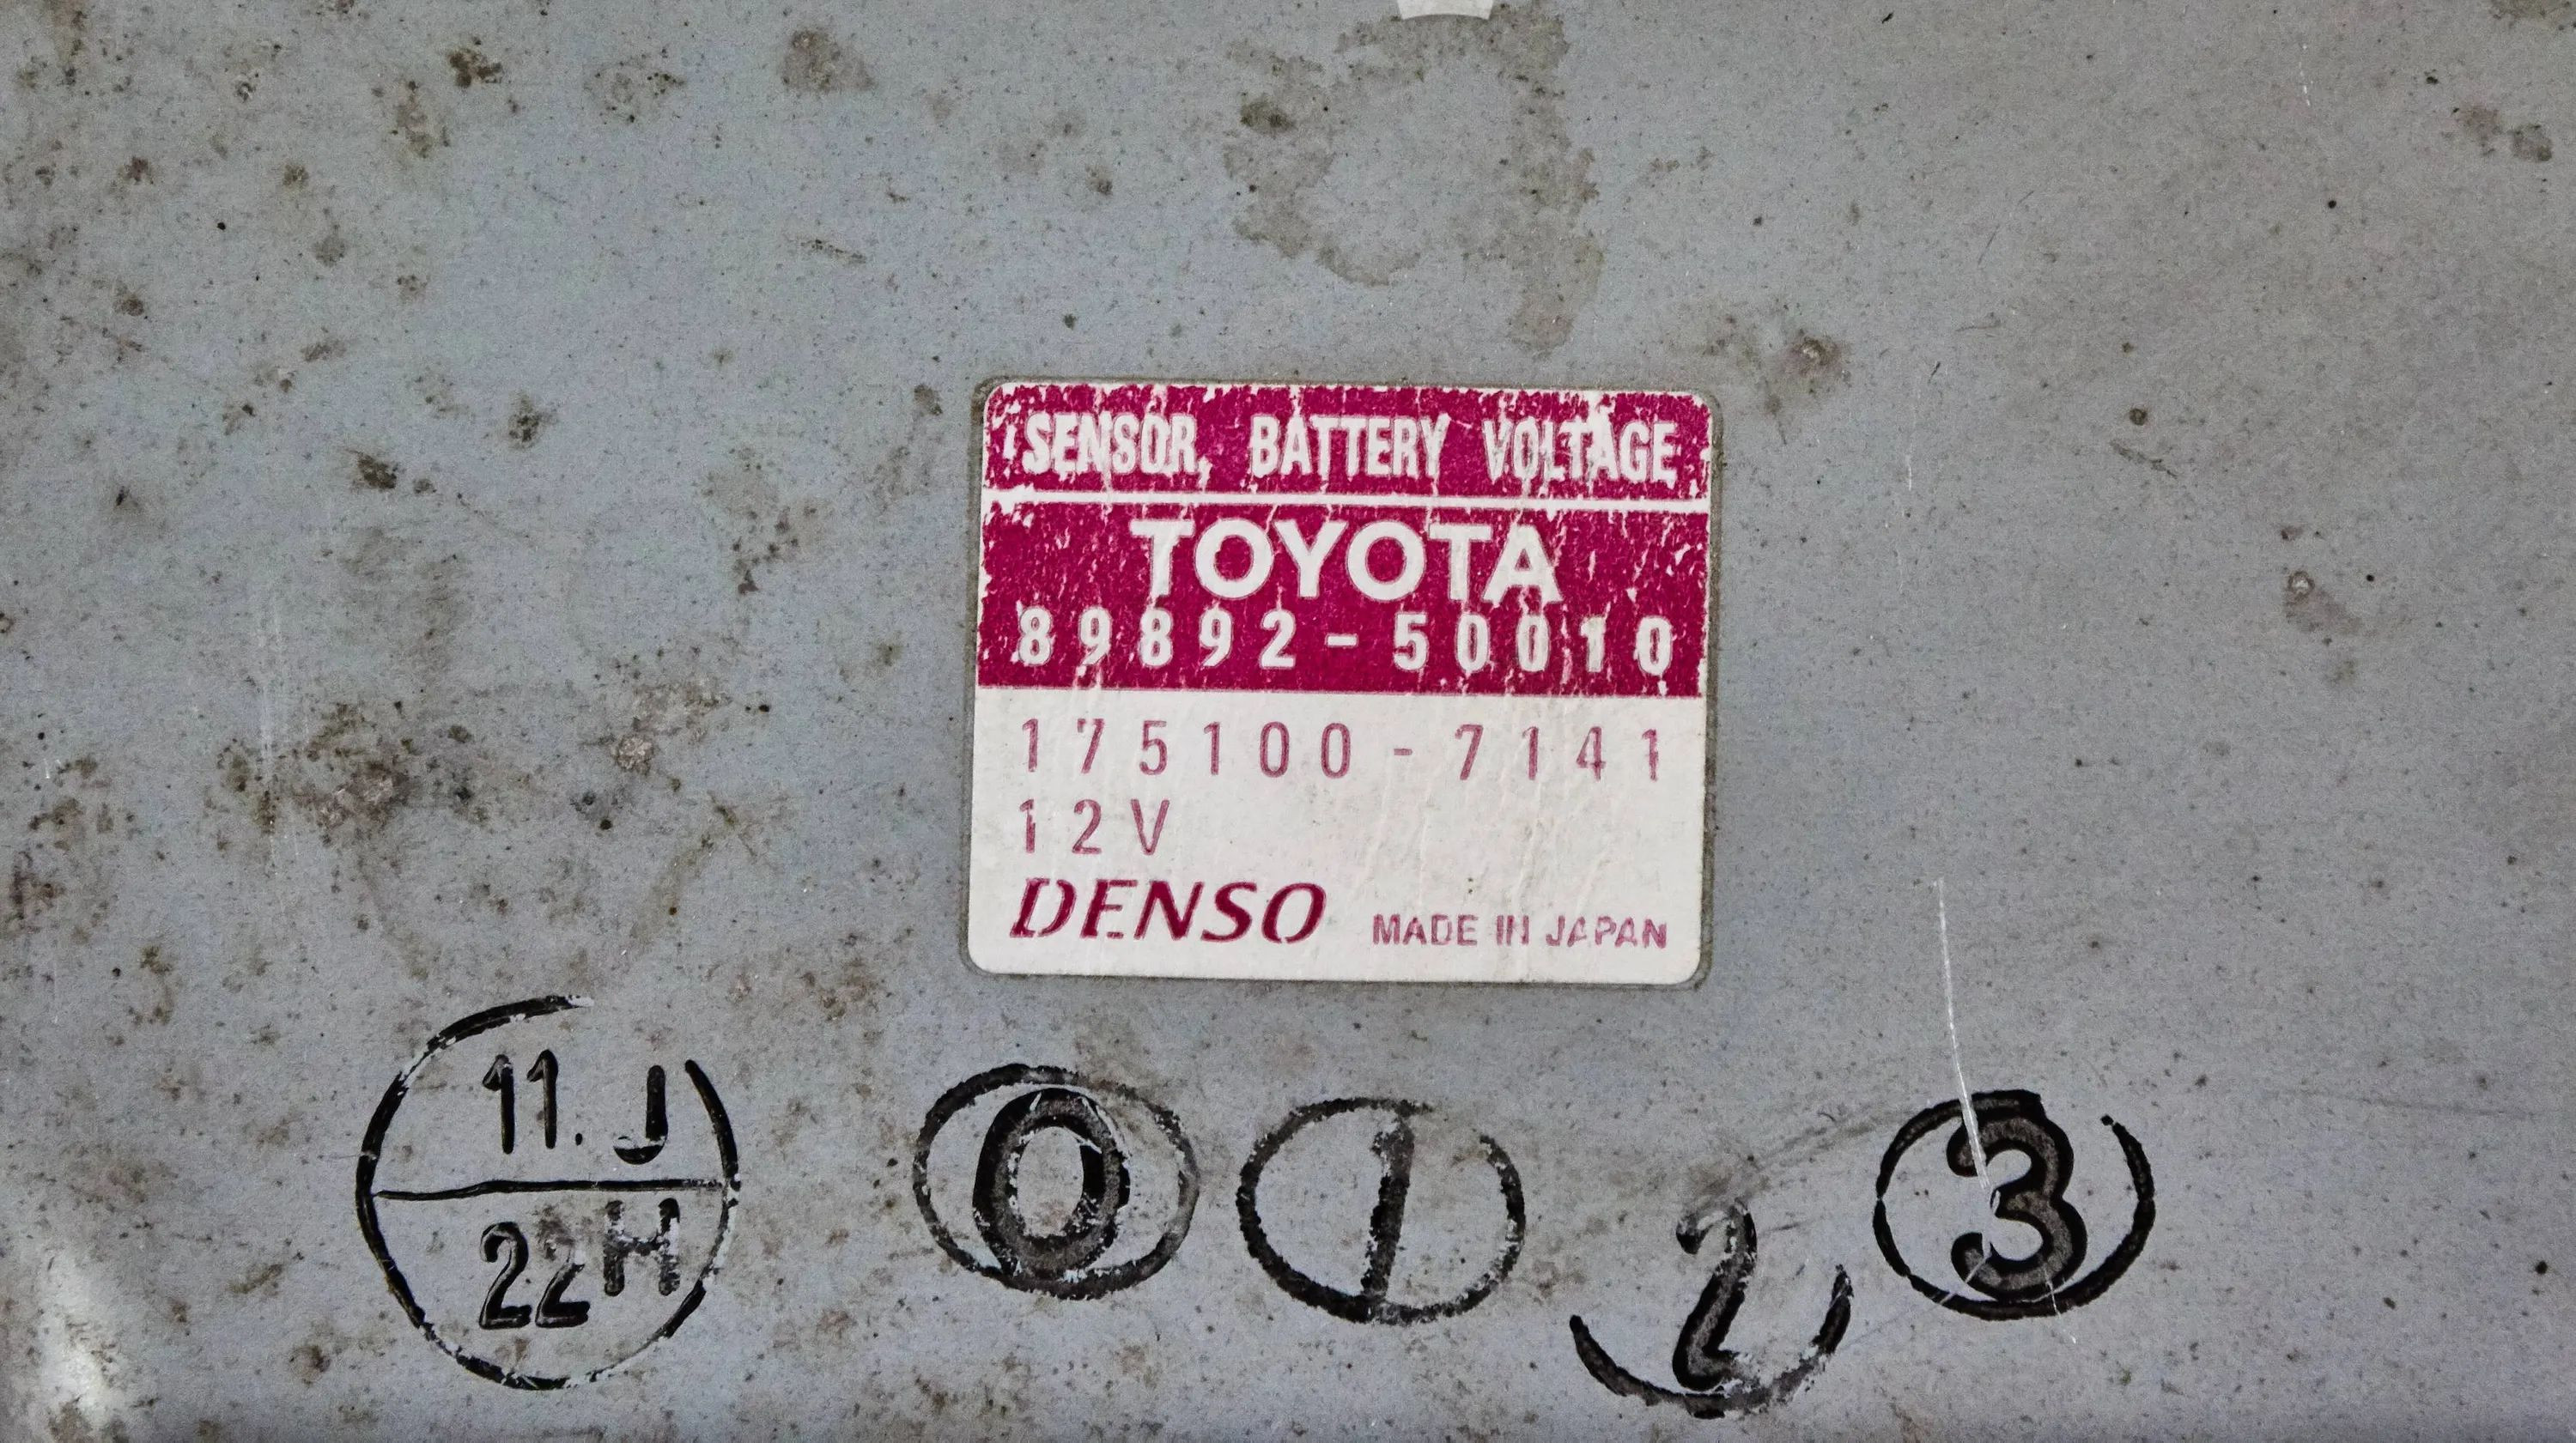 SENSOR, BATTERY VOLTAGE
TOYOTA
89892-50010
175100-7141
12V
DENSO MADE IN JAPAN
11. J
22H
0 1 2 3